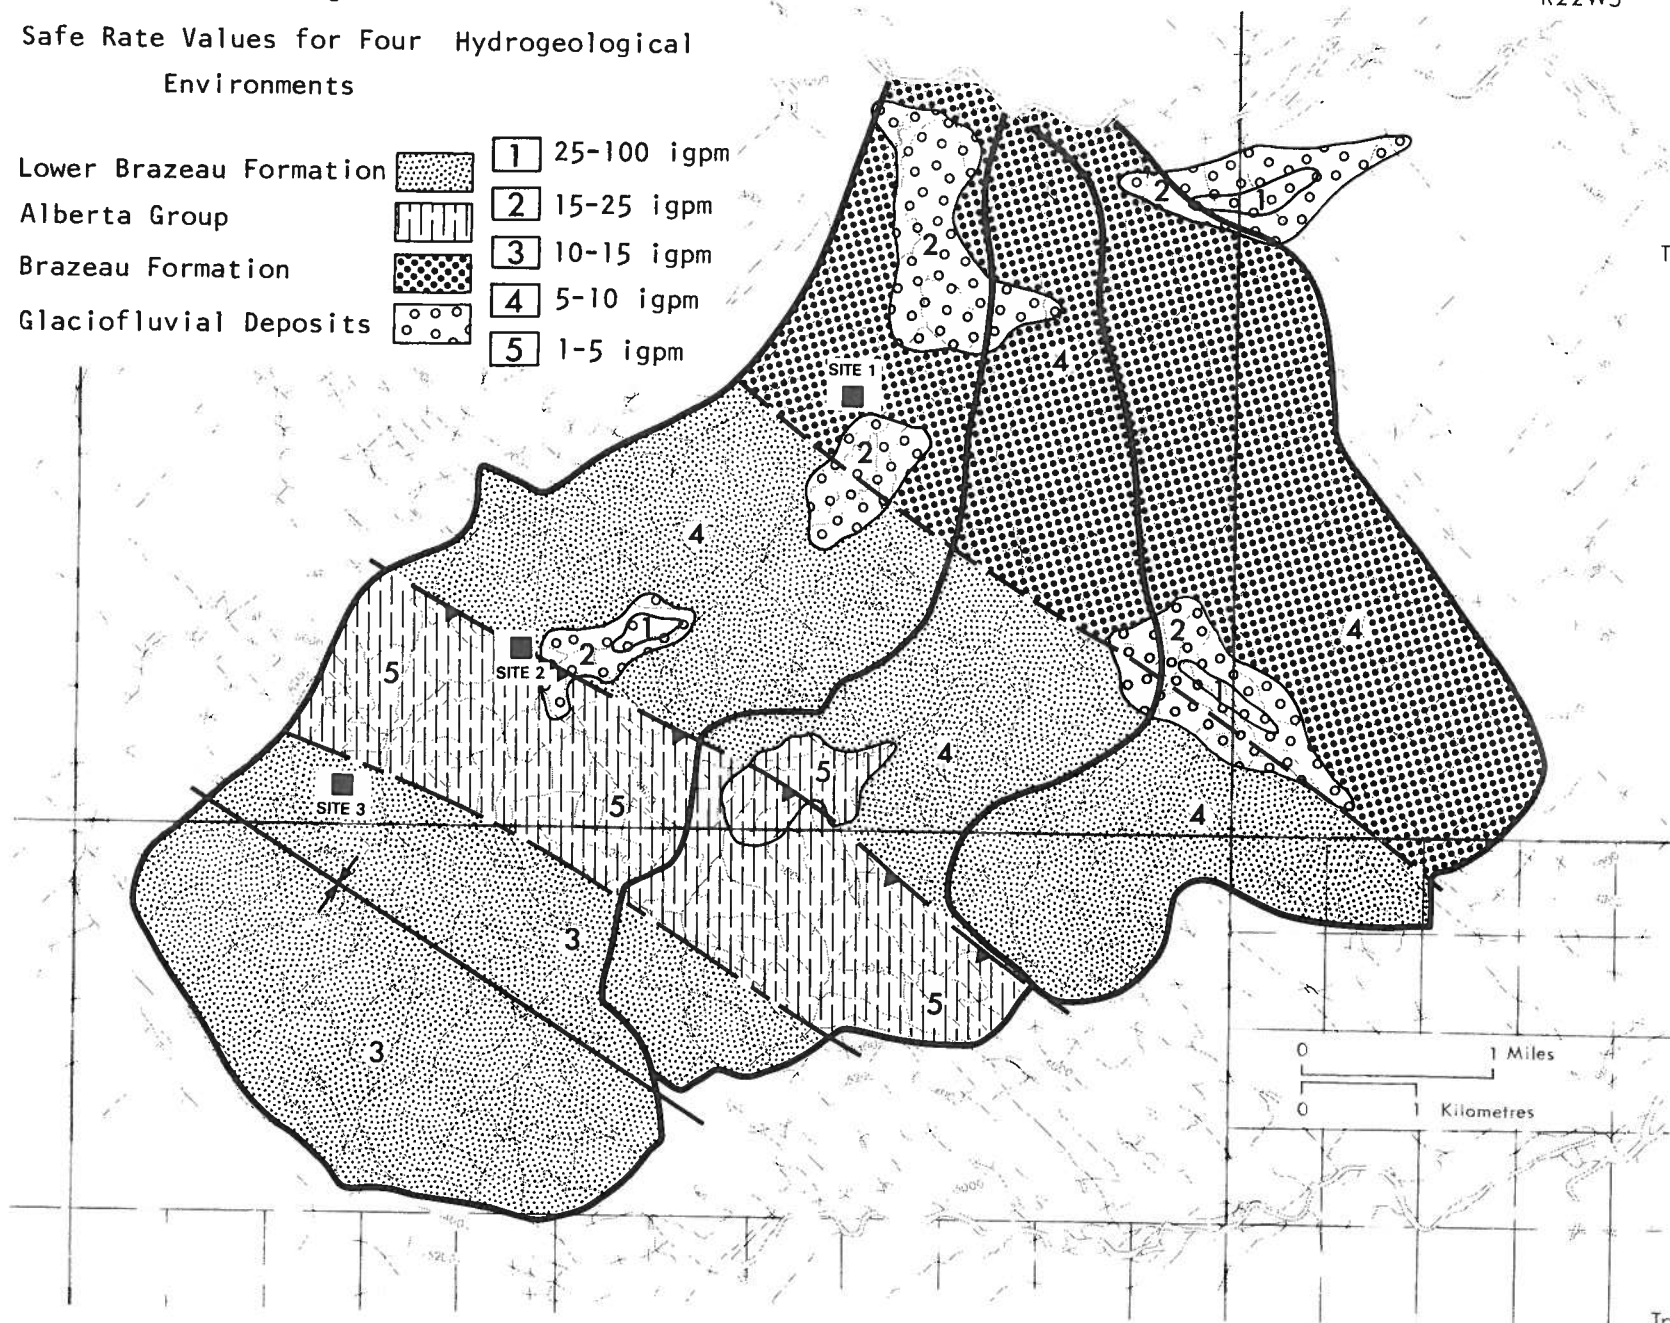 Safe Rate Values for Four Hydrogeological
Environments
Lower Brazeau Formation
Alberta Group
Brazeau Formation
Glaciofluvial Deposits
1 25-100 igpm
2 15-25 igpm
3 10-15 igpm
4 5-10 igpm
5 1-5 igpm
R22W5
2
1
2
4
SITE 1
2
4
1
2
SITE 2
5
2
1
4
4
5
5
4
SITE 3
3
5
3
0 1 Miles
0 1 Kilometres